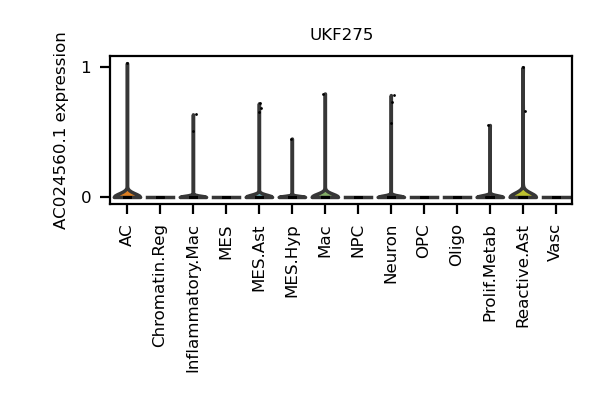 UKF275
AC024560.1 expression
1
0
AC
Chromatin.Reg
Inflammatory.Mac
MES
MES.Ast
MES.Hyp
Mac
NPC
Neuron
OPC
Oligo
Prolif.Metab
Reactive.Ast
Vasc